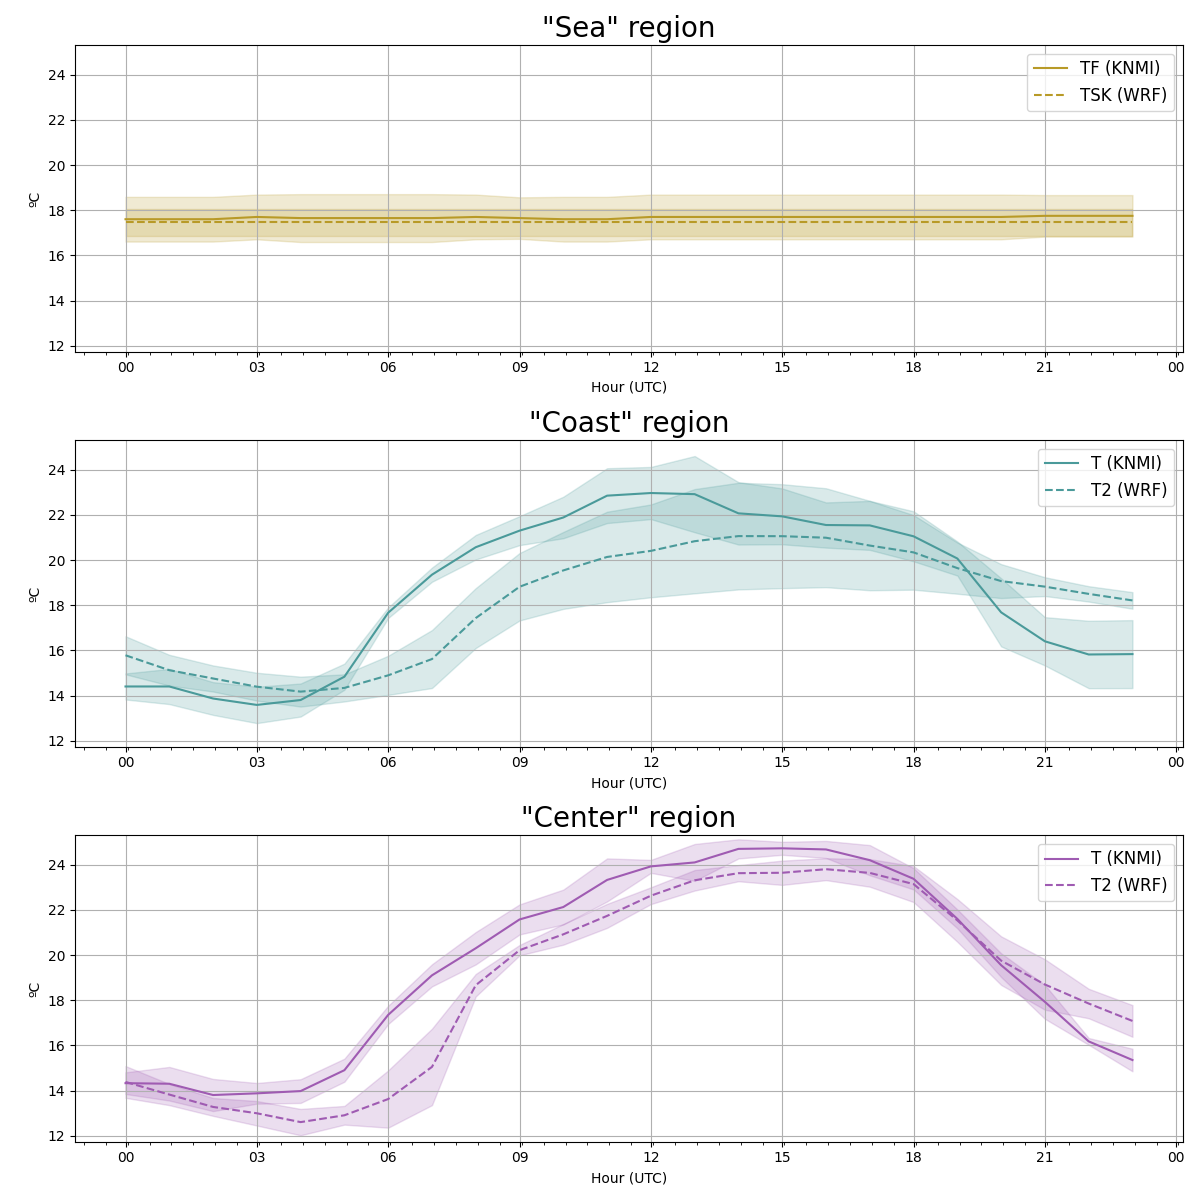 "Sea" region
TF (KNMI)
TSK (WRF)
ºC
24
22
20
18
16
14
12
00 03 06 09 12 15 18 21 00
Hour (UTC)
"Coast" region
T (KNMI)
T2 (WRF)
ºC
24
22
20
18
16
14
12
00 03 06 09 12 15 18 21 00
Hour (UTC)
"Center" region
T (KNMI)
T2 (WRF)
ºC
24
22
20
18
16
14
12
00 03 06 09 12 15 18 21 00
Hour (UTC)